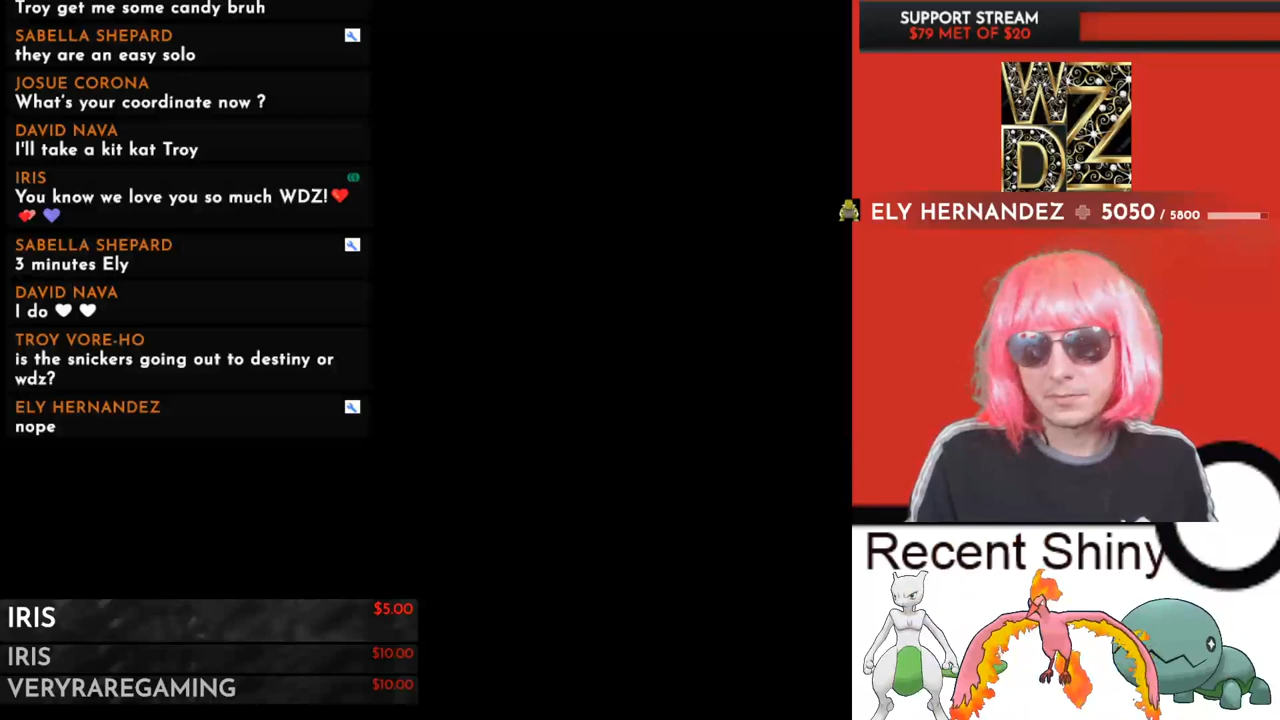 Troy get me some candy bruh
SABELLA SHEPARD
they are an easy solo
JOSUE CORONA
What's your coordinate now ?
DAVID NAVA
I'll take a kit kat Troy
IRIS
You know we love you so much WDZ!❤️
💕 💜
SABELLA SHEPARD
3 minutes Ely
DAVID NAVA
I do 🤍 🤍
TROY VORE-HO
is the snickers going out to destiny or
wdz?
ELY HERNANDEZ
nope
IRIS $5.00
IRIS $10.00
VERYRAREGAMING $10.00
SUPPORT STREAM
$79 MET OF $20
WDZ
ELY HERNANDEZ 5050 / 5800
Recent Shiny